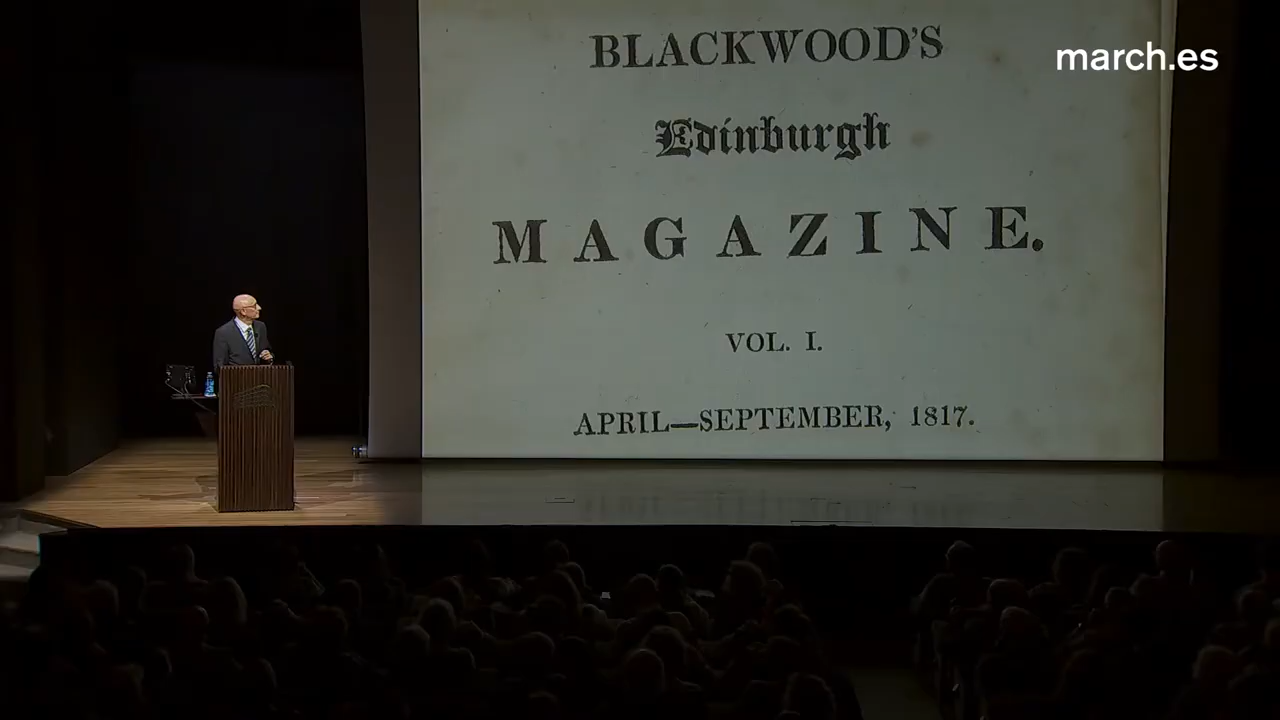 BLACKWOOD'S
march.es
Edinburgh
MAGAZINE.
VOL. I.
APRIL—SEPTEMBER, 1817.